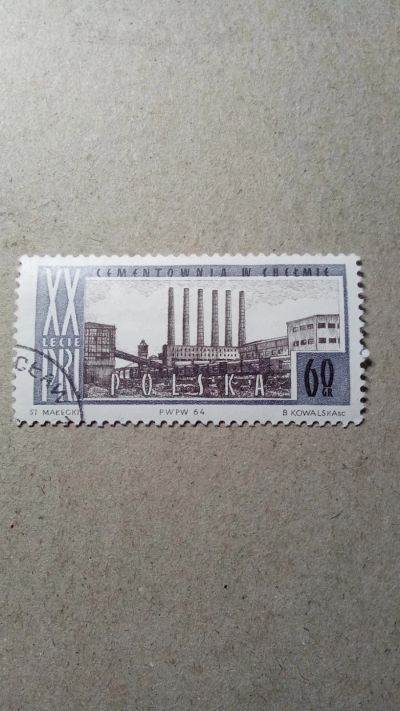 CEMENTOWNIA W CHEŁMIE
XX
LECIE
PRL
POLSKA
60
GR
ST. MAŁECKI
PWPW 64
B. KOWALSKA SC.